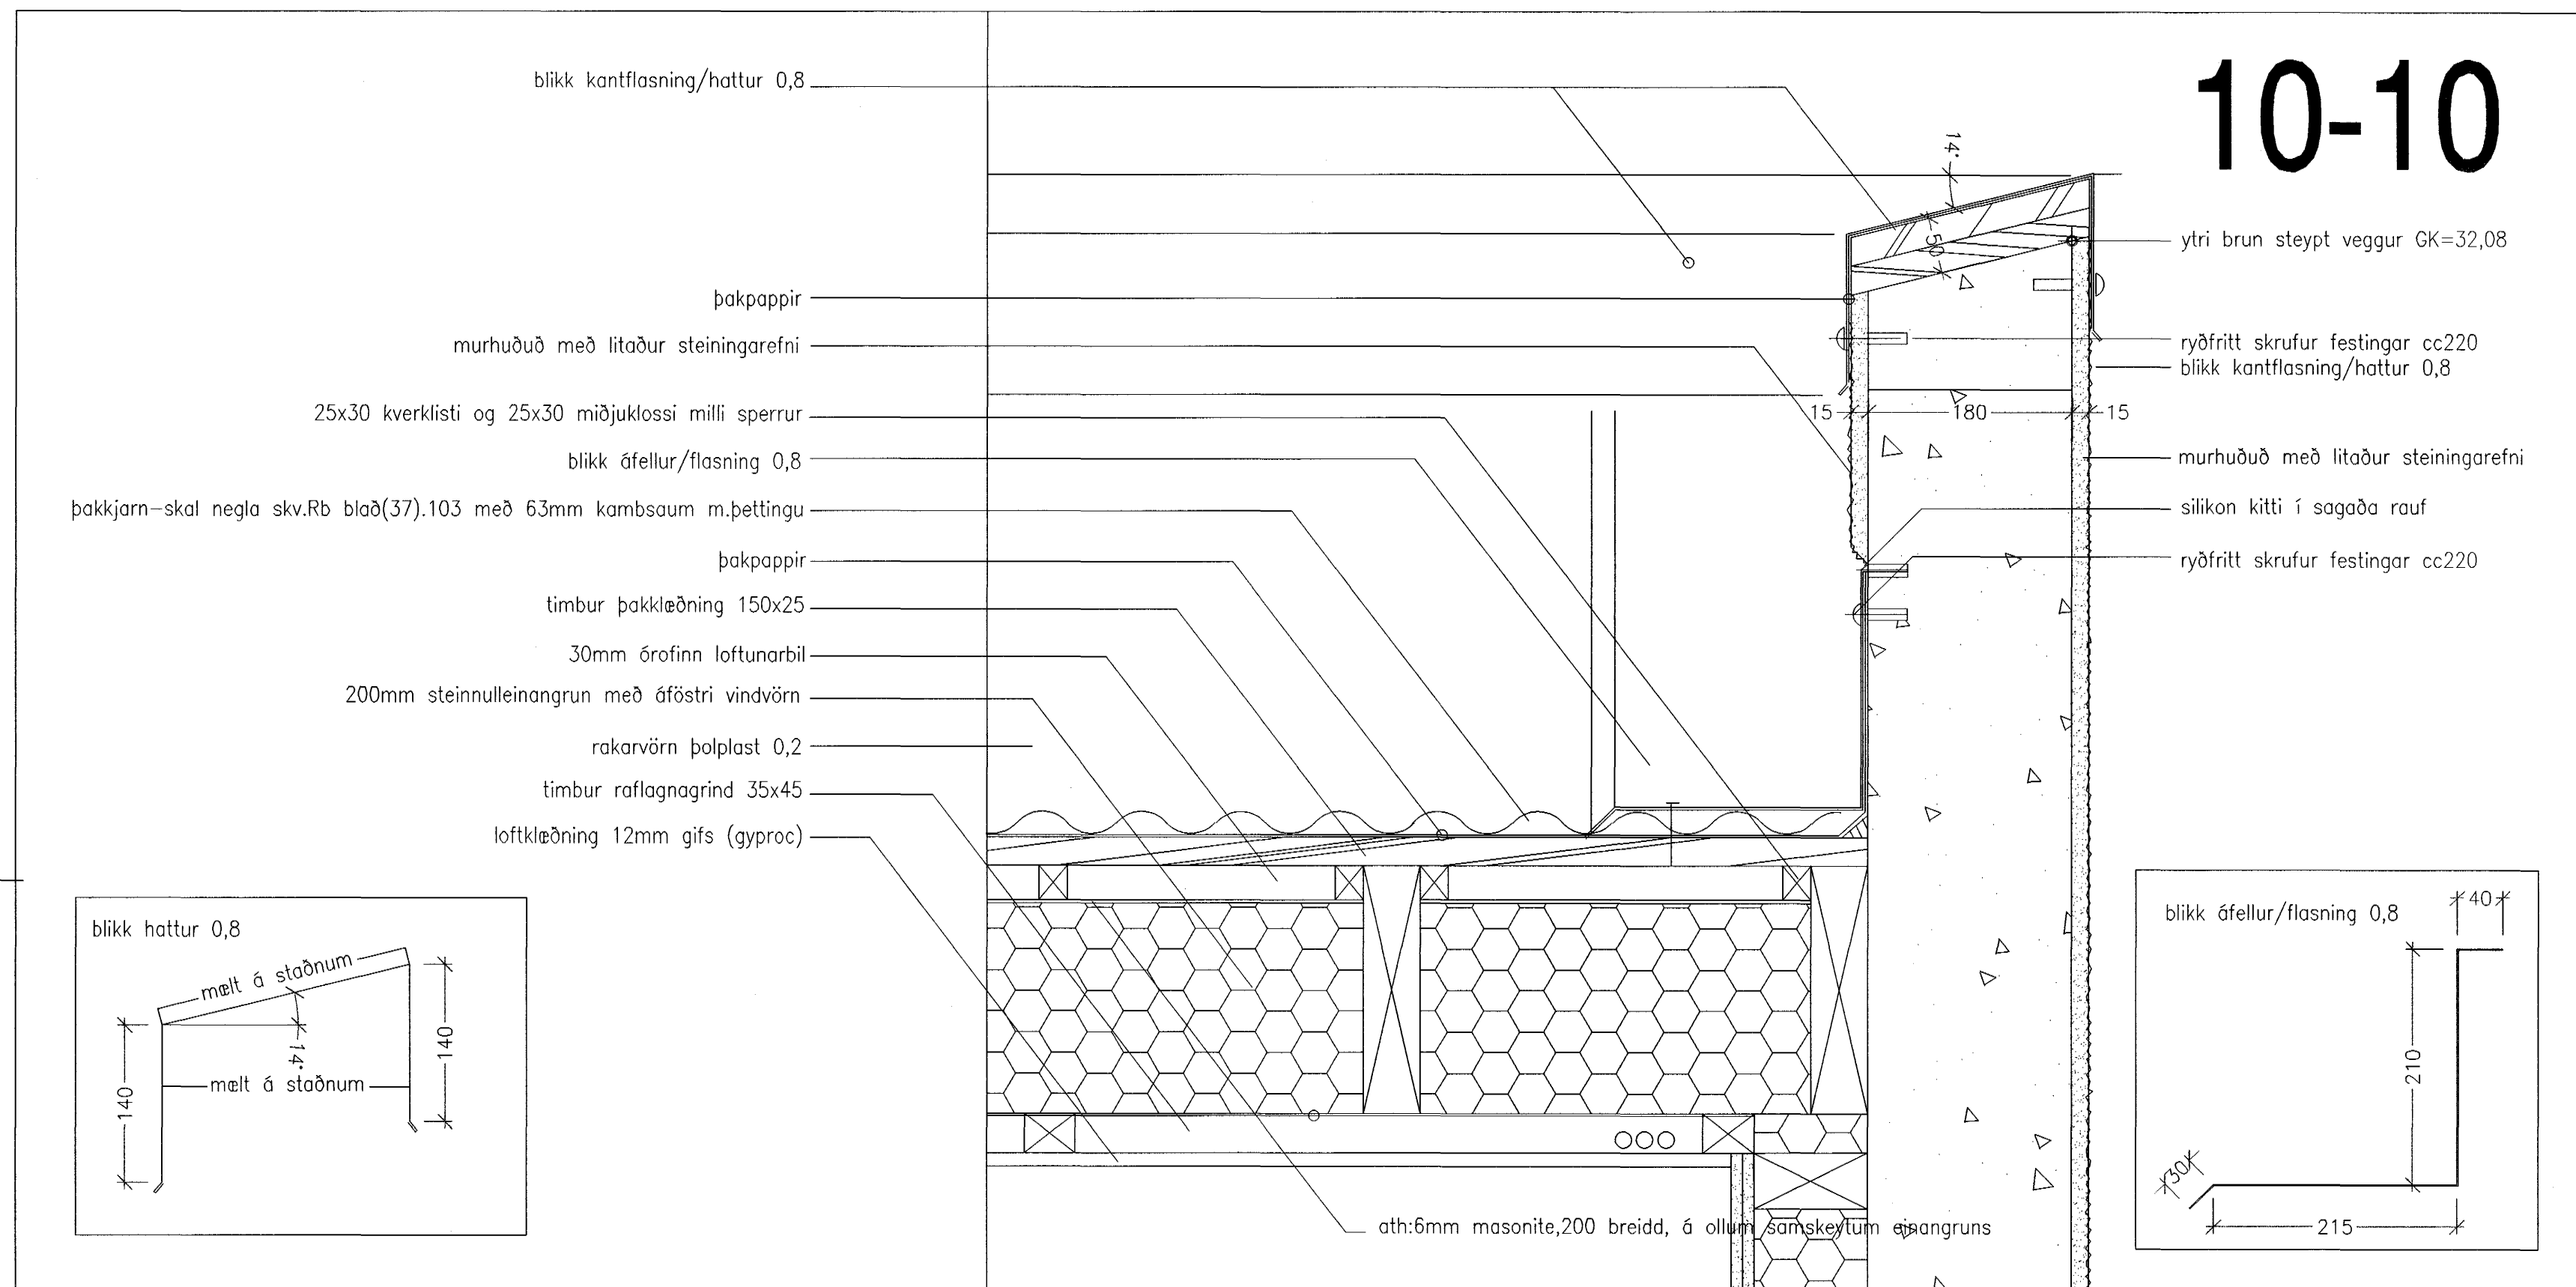 10-10
blikk kantflasning/hattur 0,8
þakpappir
murhuðuð með litaður steiningarefni
25x30 kverklisti og 25x30 miðjuklossi milli sperrur
blikk áfellur/flasning 0,8
þakkjarn-skal negla skv.Rb blað(37).103 með 63mm kambsaum m.þettingu
þakpappir
timbur þakklæðning 150x25
30mm órofinn loftunarbil
200mm steinnulleinangrun með áföstri vindvörn
rakarvörn þolplast 0,2
timbur raflagnagrind 35x45
loftklæðning 12mm gifs (gyproc)
14°
50
15
180
15
ytri brun steypt veggur GK=32,08
ryðfritt skrufur festingar cc220
blikk kantflasning/hattur 0,8
murhuðuð með litaður steiningarefni
silikon kitti í sagaða rauf
ryðfritt skrufur festingar cc220
blikk hattur 0,8
mælt á staðnum
14°
mælt á staðnum
140
140
ath:6mm masonite,200 breidd, á ollum samskeytum einangruns
blikk áfellur/flasning 0,8
40
210
30
215